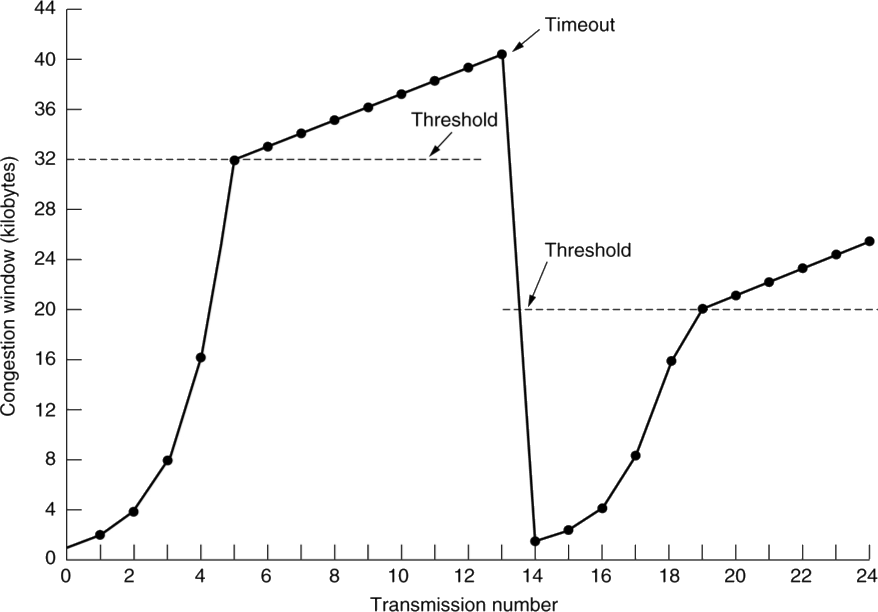 44
40
36
32
28
24
20
16
12
8
4
0
Congestion window (kilobytes)
Timeout
Threshold
Threshold
0 2 4 6 8 10 12 14 16 18 20 22 24
Transmission number